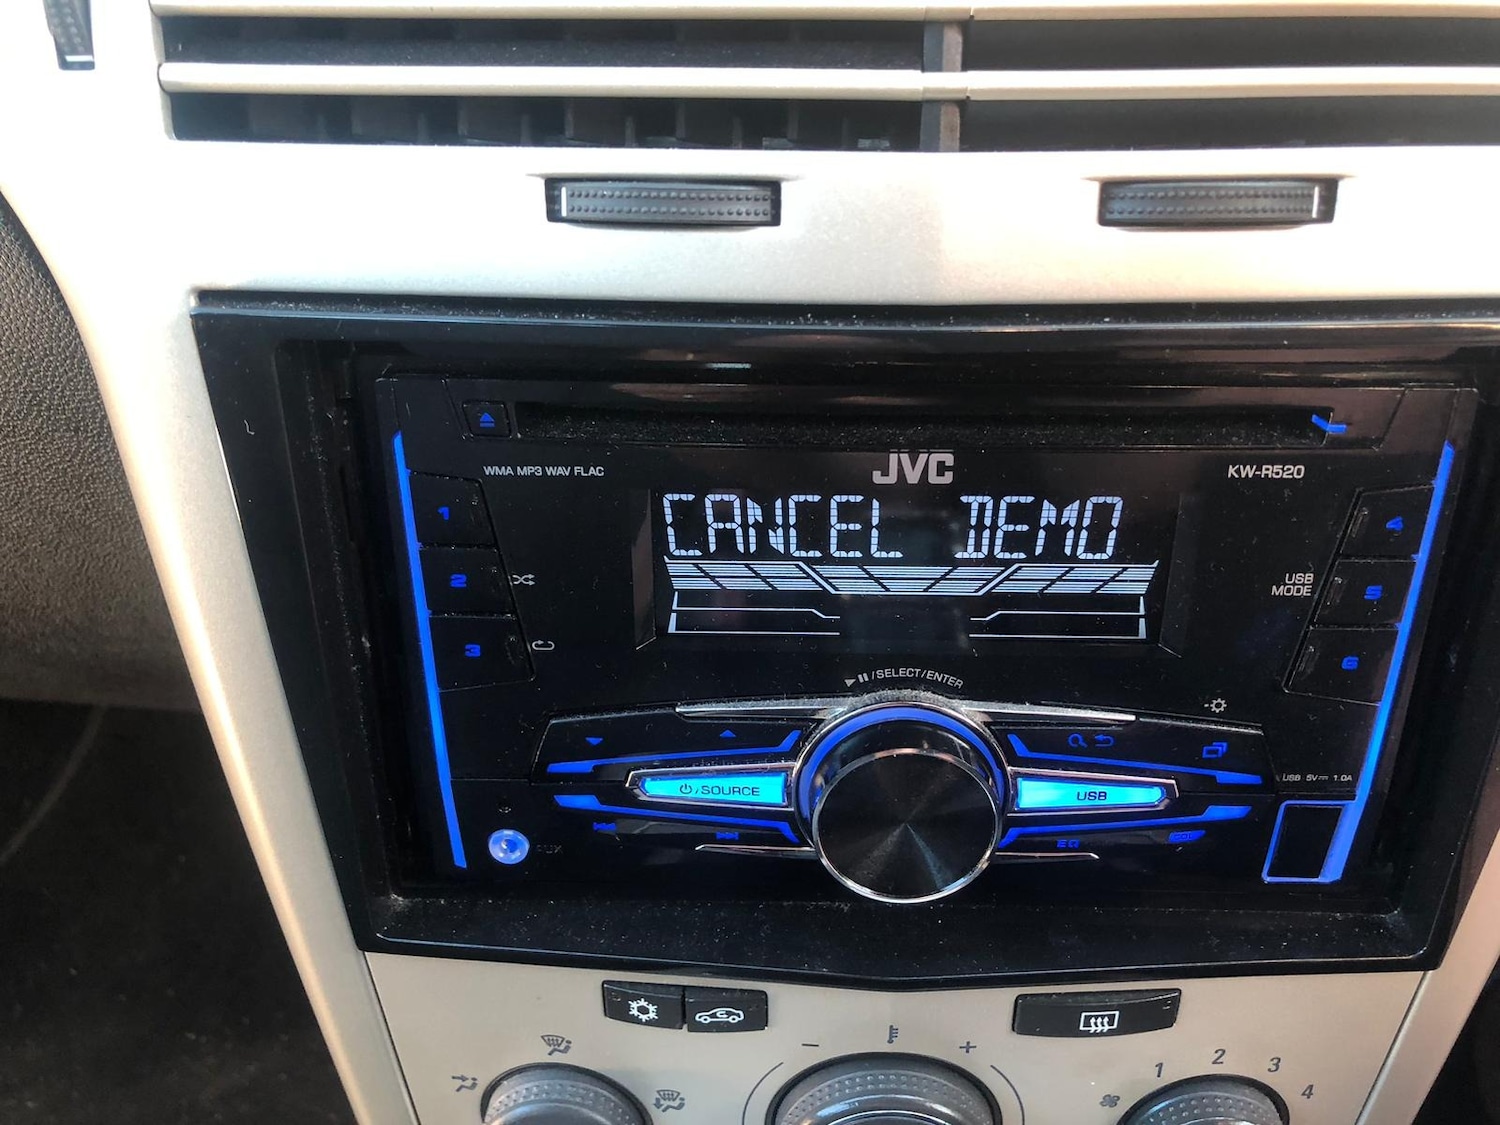 WMA MP3 WAV FLAC
JVC
KW-R520
CANCEL DEMO
1
2
3
4
USB MODE
5
6
/SELECT/ENTER
/SOURCE
USB
USB 5V 1.0A
AUX
EQ
- +
1 2 3 4